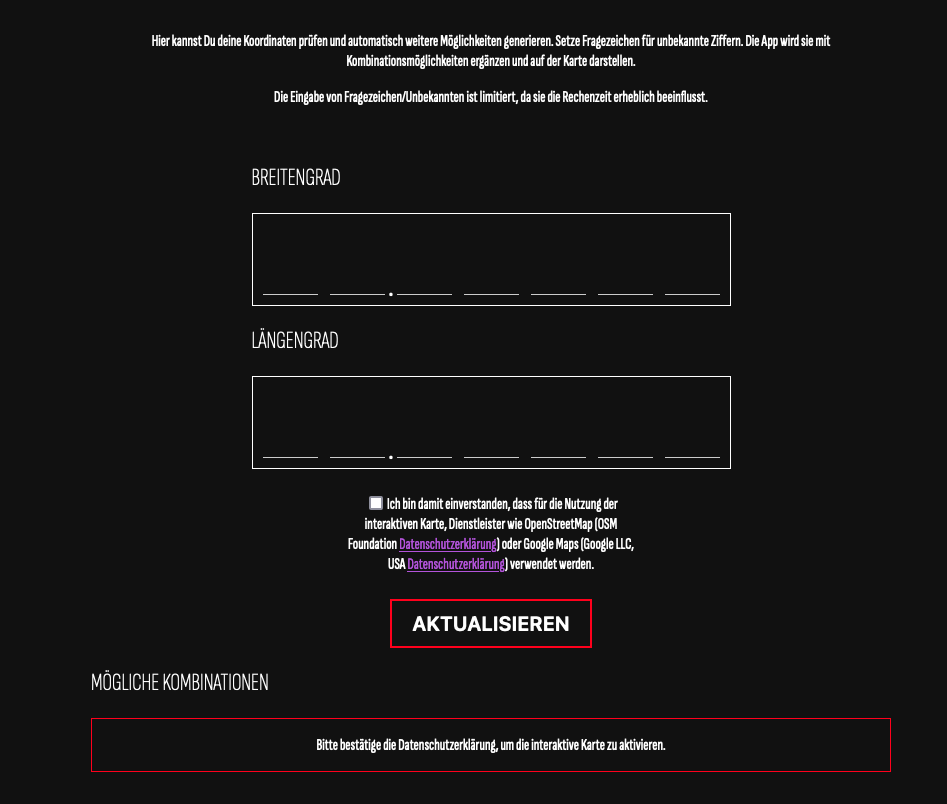 Hier kannst Du deine Koordinaten prüfen und automatisch weitere Möglichkeiten generieren. Setze Fragezeichen für unbekannte Ziffern. Die App wird sie mit
Kombinationsmöglichkeiten ergänzen und auf der Karte darstellen.
Die Eingabe von Fragezeichen/Unbekannten ist limitiert, da sie die Rechenzeit erheblich beeinflusst.
BREITENGRAD
.
LÄNGENGRAD
.
Ich bin damit einverstanden, dass für die Nutzung der
interaktiven Karte, Dienstleister wie OpenStreetMap (OSM
Foundation Datenschutzerklärung) oder Google Maps (Google LLC,
USA Datenschutzerklärung) verwendet werden.
AKTUALISIEREN
MÖGLICHE KOMBINATIONEN
Bitte bestätige die Datenschutzerklärung, um die interaktive Karte zu aktivieren.